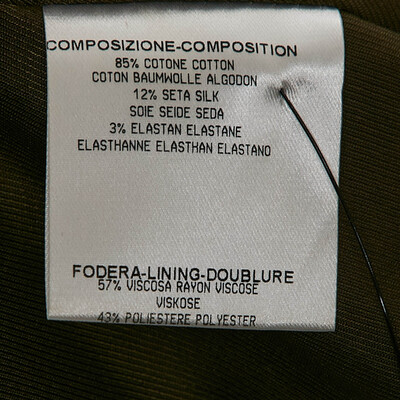 COMPOSIZIONE-COMPOSITION
85% COTONE COTTON
COTON BAUMWOLLE ALGODON
12% SETA SILK
SOIE SEIDE SEDA
3% ELASTAN ELASTANE
ELASTHANNE ELASTHAN ELASTANO
FODERA-LINING-DOUBLURE
57% VISCOSA RAYON VISCOSE
VISKOSE
43% POLIESTERE POLYESTER